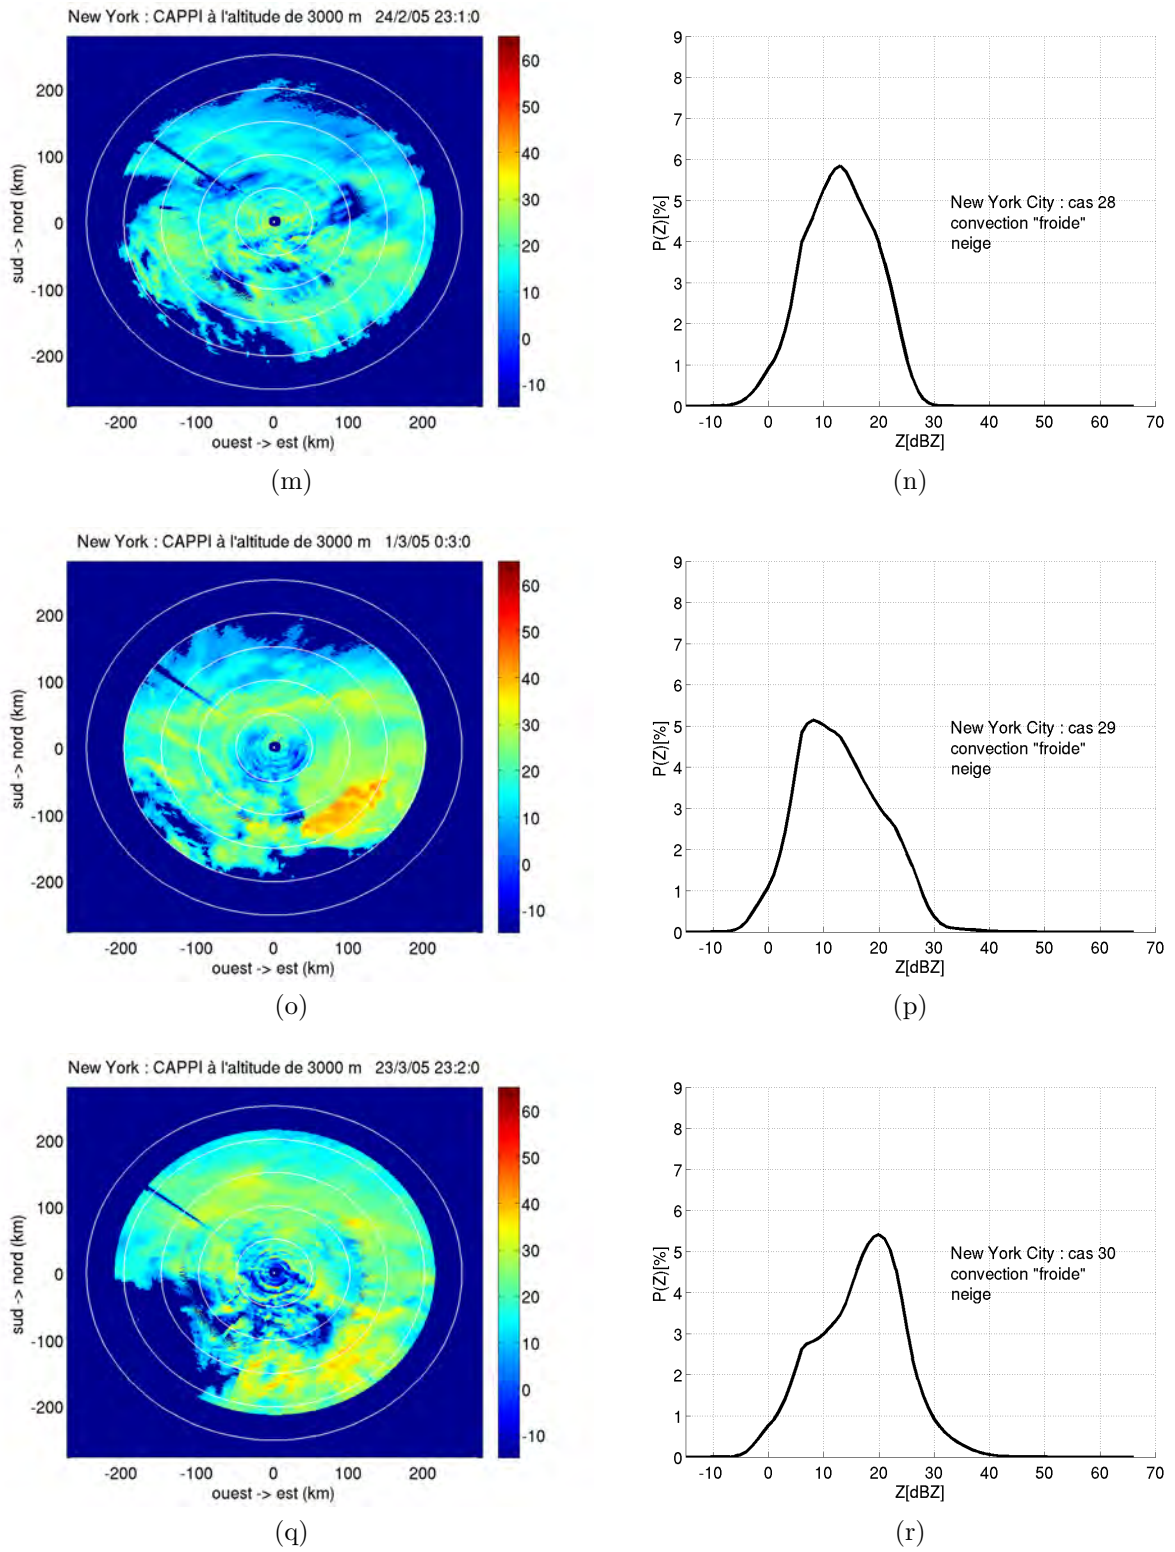 New York : CAPPI à l'altitude de 3000 m 24/2/05 23:1:0
60
50
40
30
20
10
0
-10
200
100
0
-100
-200
sud -> nord (km)
-200 -100 0 100 200
ouest -> est (km)
(m)
9
8
7
6
5
4
3
2
1
0
P(Z)[%]
New York City : cas 28
convection "froide"
neige
-10 0 10 20 30 40 50 60 70
Z[dBZ]
(n)
New York : CAPPI à l'altitude de 3000 m 1/3/05 0:3:0
60
50
40
30
20
10
0
-10
200
100
0
-100
-200
sud -> nord (km)
-200 -100 0 100 200
ouest -> est (km)
(o)
9
8
7
6
5
4
3
2
1
0
P(Z)[%]
New York City : cas 29
convection "froide"
neige
-10 0 10 20 30 40 50 60 70
Z[dBZ]
(p)
New York : CAPPI à l'altitude de 3000 m 23/3/05 23:2:0
60
50
40
30
20
10
0
-10
200
100
0
-100
-200
sud -> nord (km)
-200 -100 0 100 200
ouest -> est (km)
(q)
9
8
7
6
5
4
3
2
1
0
P(Z)[%]
New York City : cas 30
convection "froide"
neige
-10 0 10 20 30 40 50 60 70
Z[dBZ]
(r)